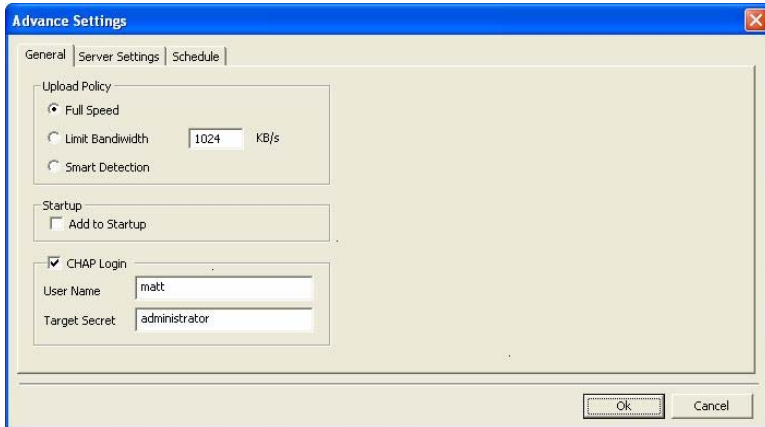 Advance Settings
General Server Settings Schedule
Upload Policy
Full Speed
Limit Bandwidth 1024 KB/s
Smart Detection
Startup
Add to Startup
CHAP Login
User Name matt
Target Secret administrator
Ok Cancel